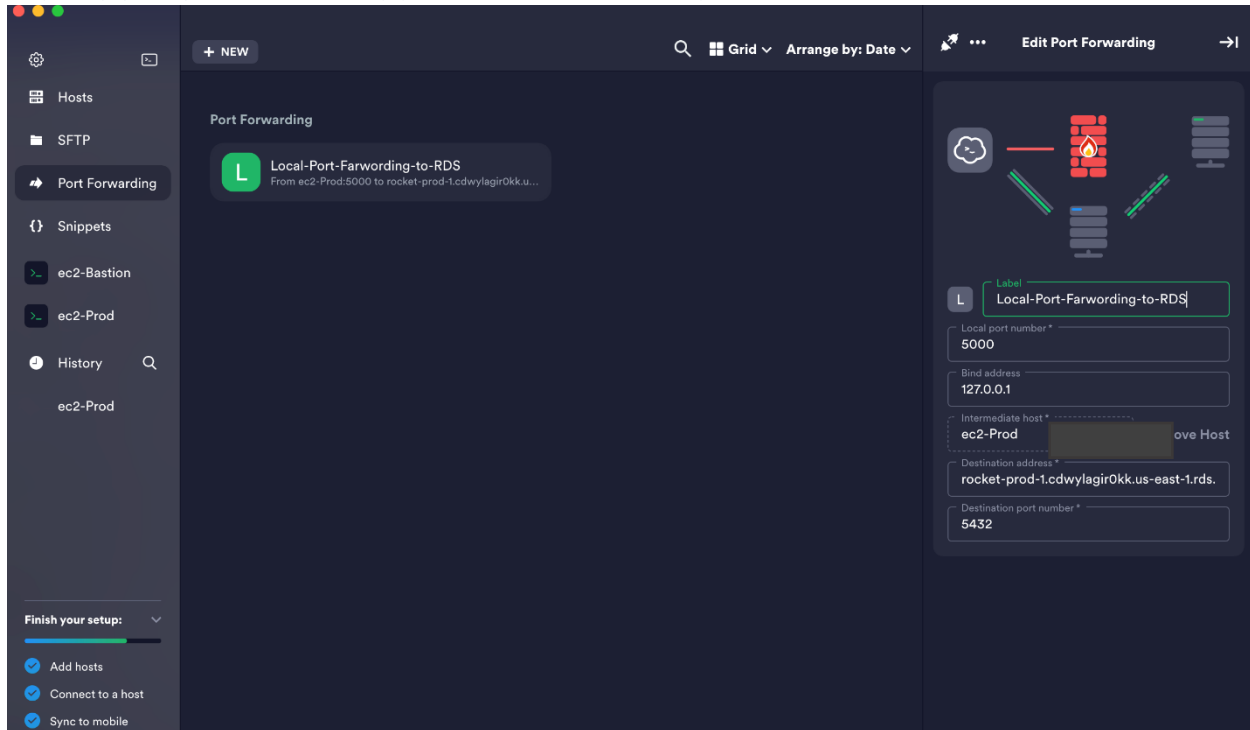 + NEW
Grid
Arrange by: Date
Edit Port Forwarding
Hosts
SFTP
Port Forwarding
Snippets
ec2-Bastion
ec2-Prod
History
ec2-Prod
Finish your setup:
Add hosts
Connect to a host
Sync to mobile
Port Forwarding
L
Local-Port-Farwording-to-RDS
From ec2-Prod:5000 to rocket-prod-1.cdwylagir0kk.u...
L
Label
Local-Port-Farwording-to-RDS
Local port number *
5000
Bind address
127.0.0.1
Intermediate host *
ec2-Prod
ove Host
Destination address *
rocket-prod-1.cdwylagir0kk.us-east-1.rds.
Destination port number *
5432